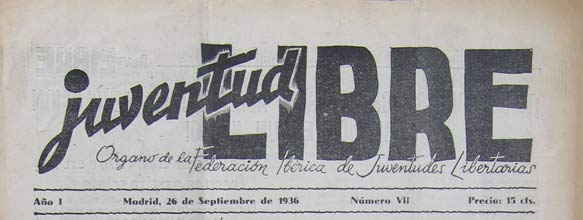 juventud LIBRE
Organo de la Federación Ibérica de Juventudes Libertarias
Año I Madrid, 26 de Septiembre de 1936 Número VII Precio: 15 cts.